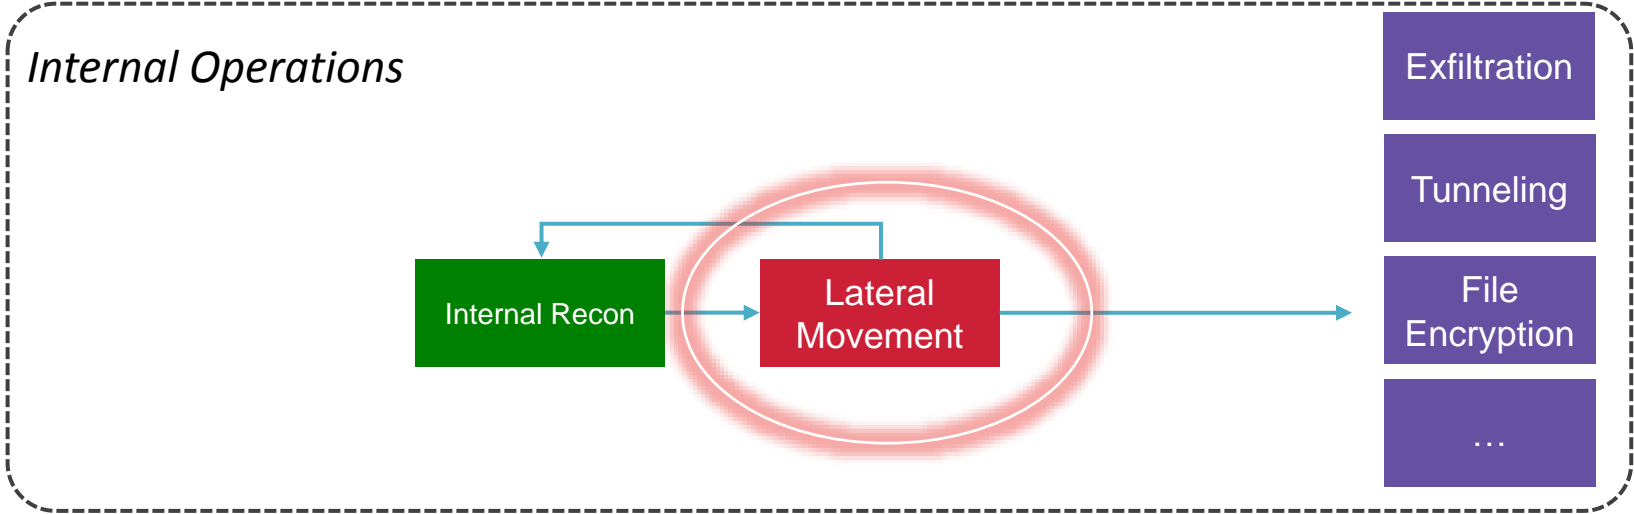 Internal Operations
Exfiltration
Tunneling
Internal Recon
Lateral
Movement
File
Encryption
…